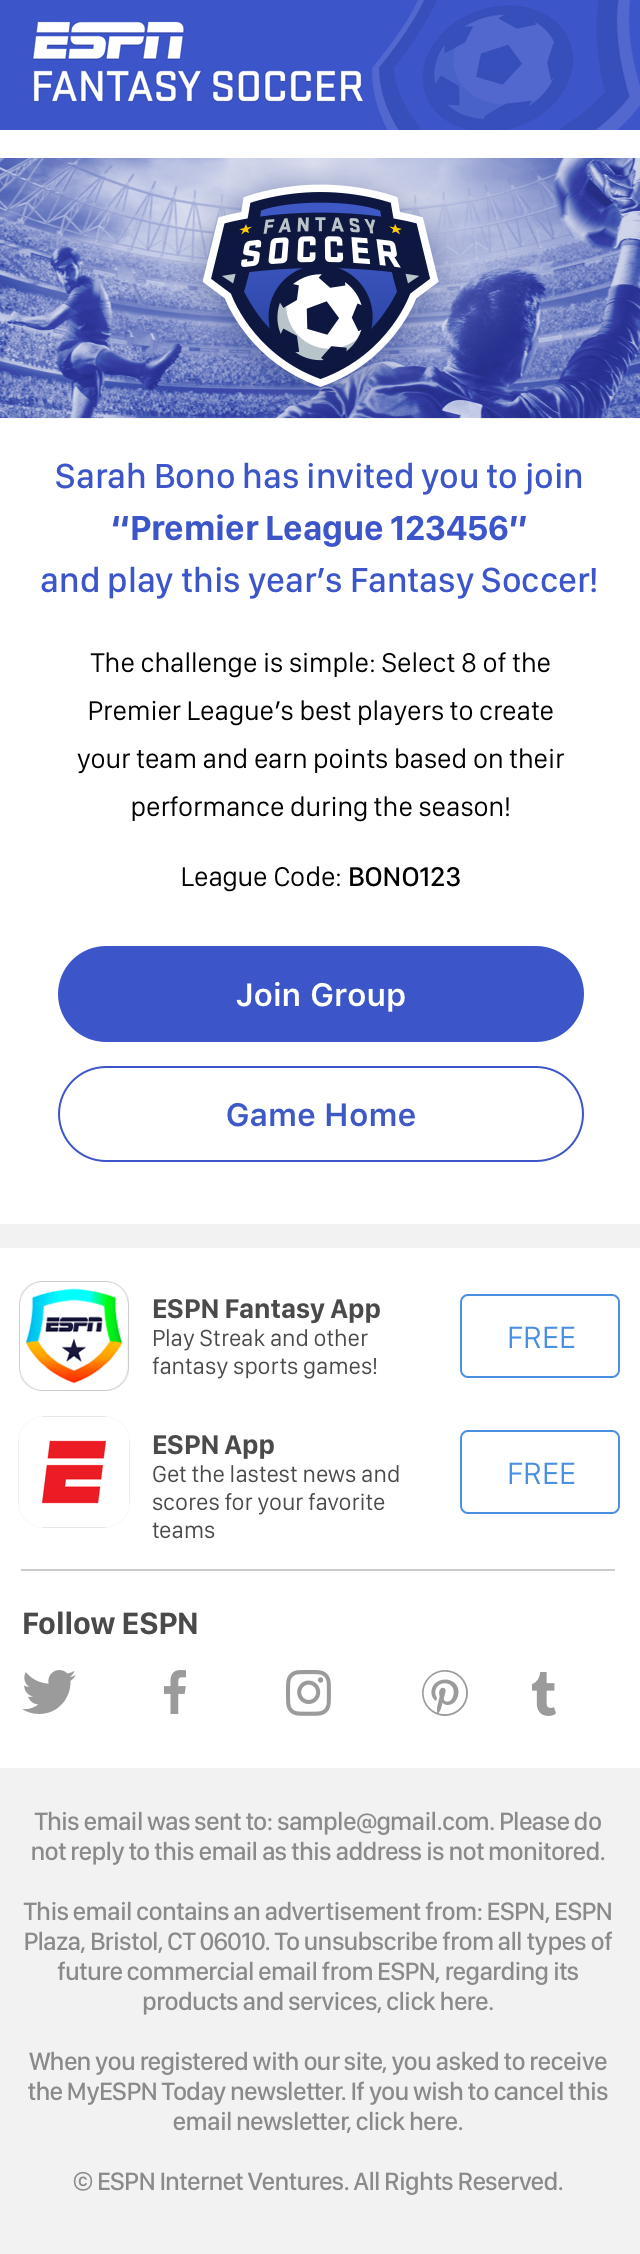 ESPN
FANTASY SOCCER
FANTASY
SOCCER
Sarah Bono has invited you to join
“Premier League 123456”
and play this year’s Fantasy Soccer!
The challenge is simple: Select 8 of the
Premier League’s best players to create
your team and earn points based on their
performance during the season!
League Code: BONO123
Join Group
Game Home
ESPN
ESPN Fantasy App
Play Streak and other
fantasy sports games!
FREE
E
ESPN App
Get the lastest news and
scores for your favorite
teams
FREE
Follow ESPN
This email was sent to: sample@gmail.com. Please do
not reply to this email as this address is not monitored.
This email contains an advertisement from: ESPN, ESPN
Plaza, Bristol, CT 06010. To unsubscribe from all types of
future commercial email from ESPN, regarding its
products and services, click here.
When you registered with our site, you asked to receive
the MyESPN Today newsletter. If you wish to cancel this
email newsletter, click here.
© ESPN Internet Ventures. All Rights Reserved.